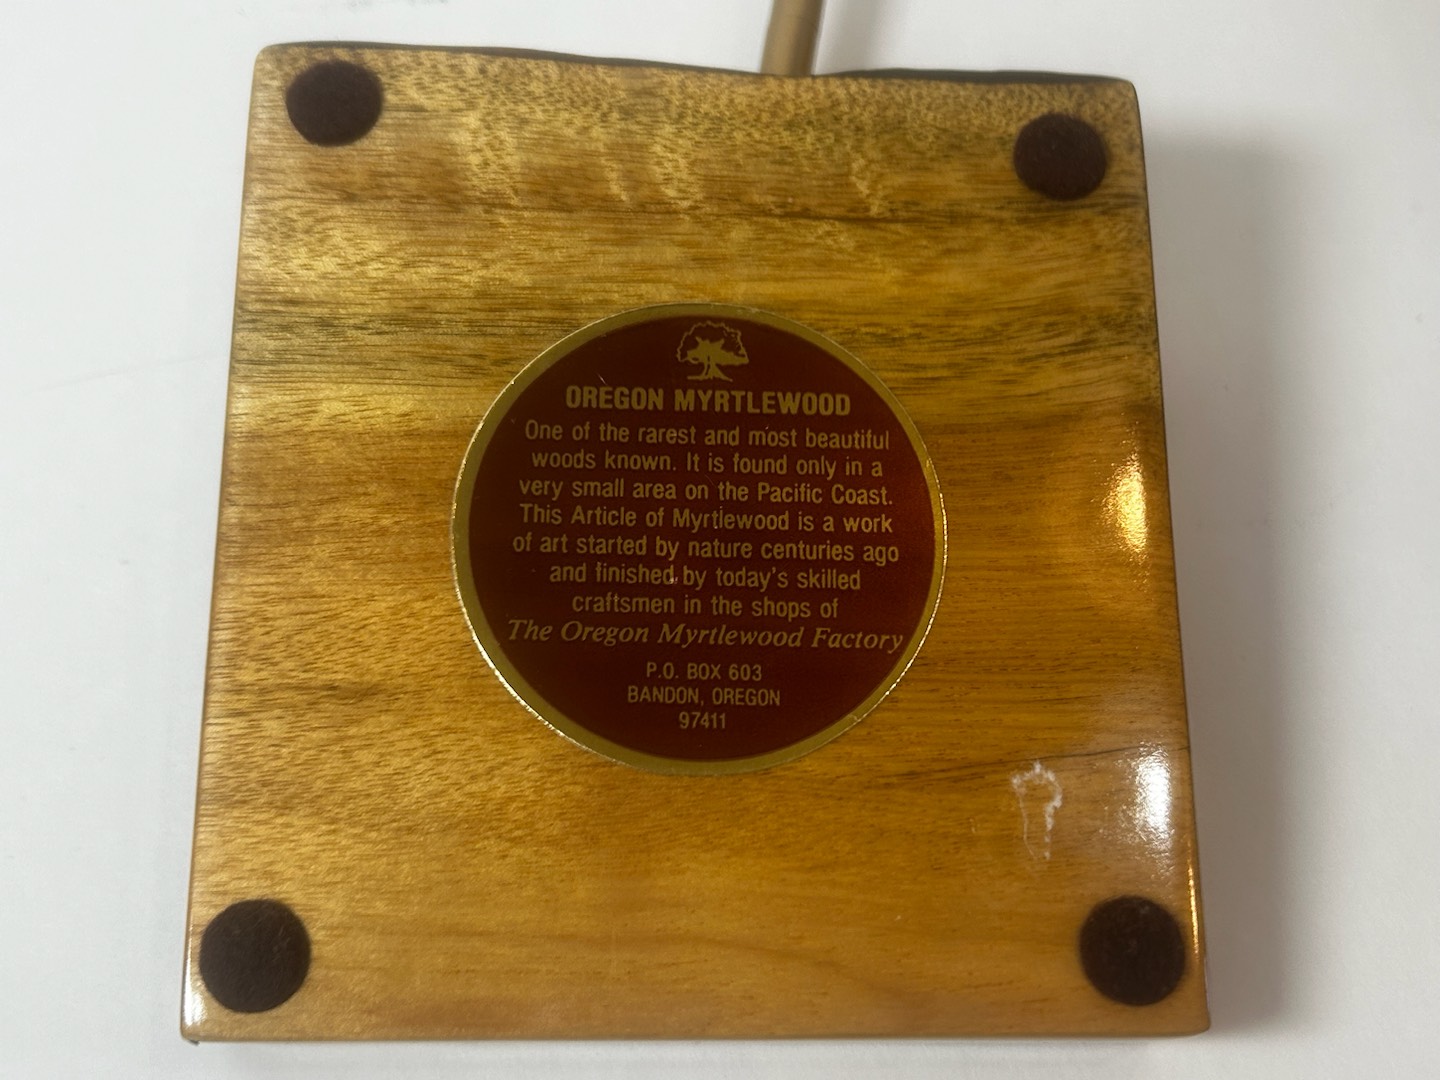 OREGON MYRTLEWOOD
One of the rarest and most beautiful
woods known. It is found only in a
very small area on the Pacific Coast.
This Article of Myrtlewood is a work
of art started by nature centuries ago
and finished by today's skilled
craftsmen in the shops of
The Oregon Myrtlewood Factory
P.O. BOX 603
BANDON, OREGON
97411